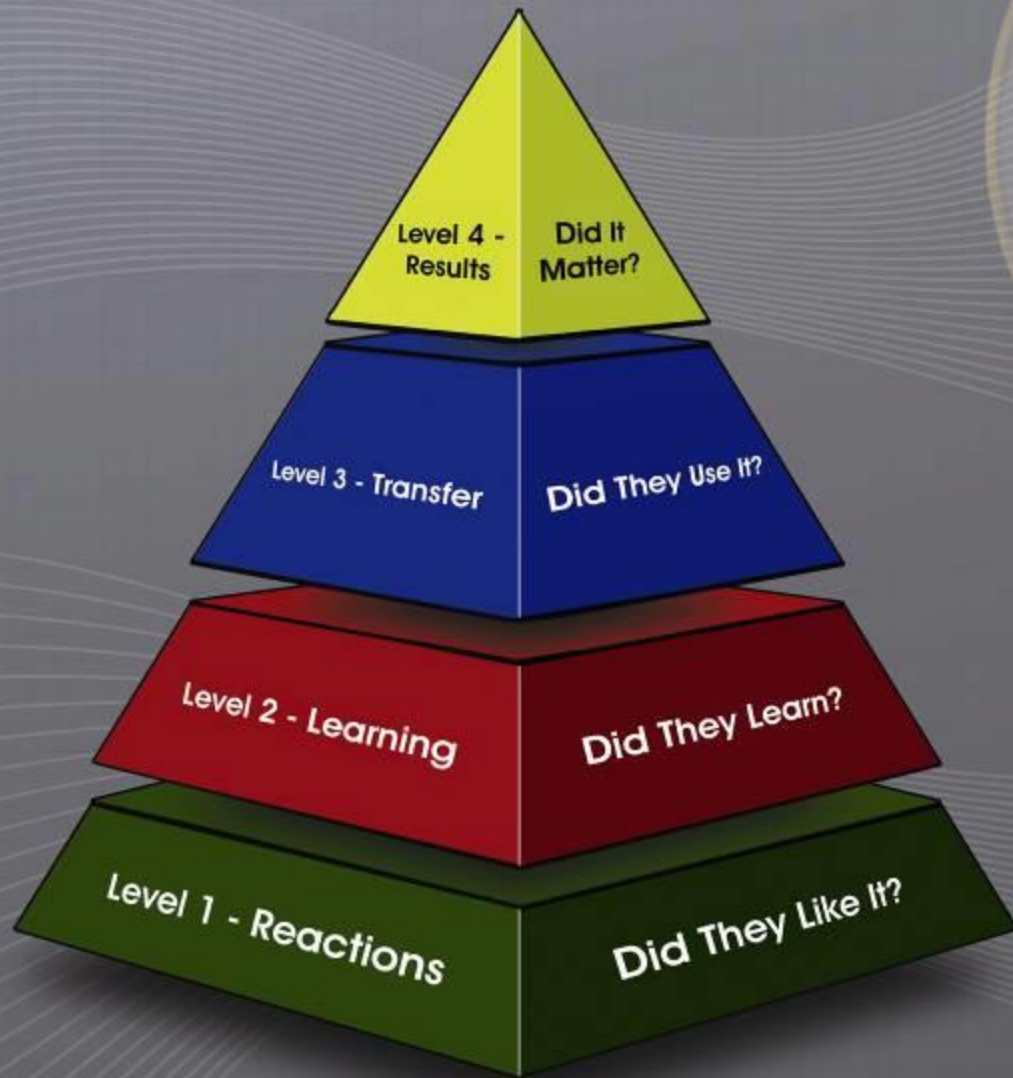 Level 4 -
Results
Did It
Matter?
Level 3 - Transfer
Did They Use It?
Level 2 - Learning
Did They Learn?
Level 1 - Reactions
Did They Like It?